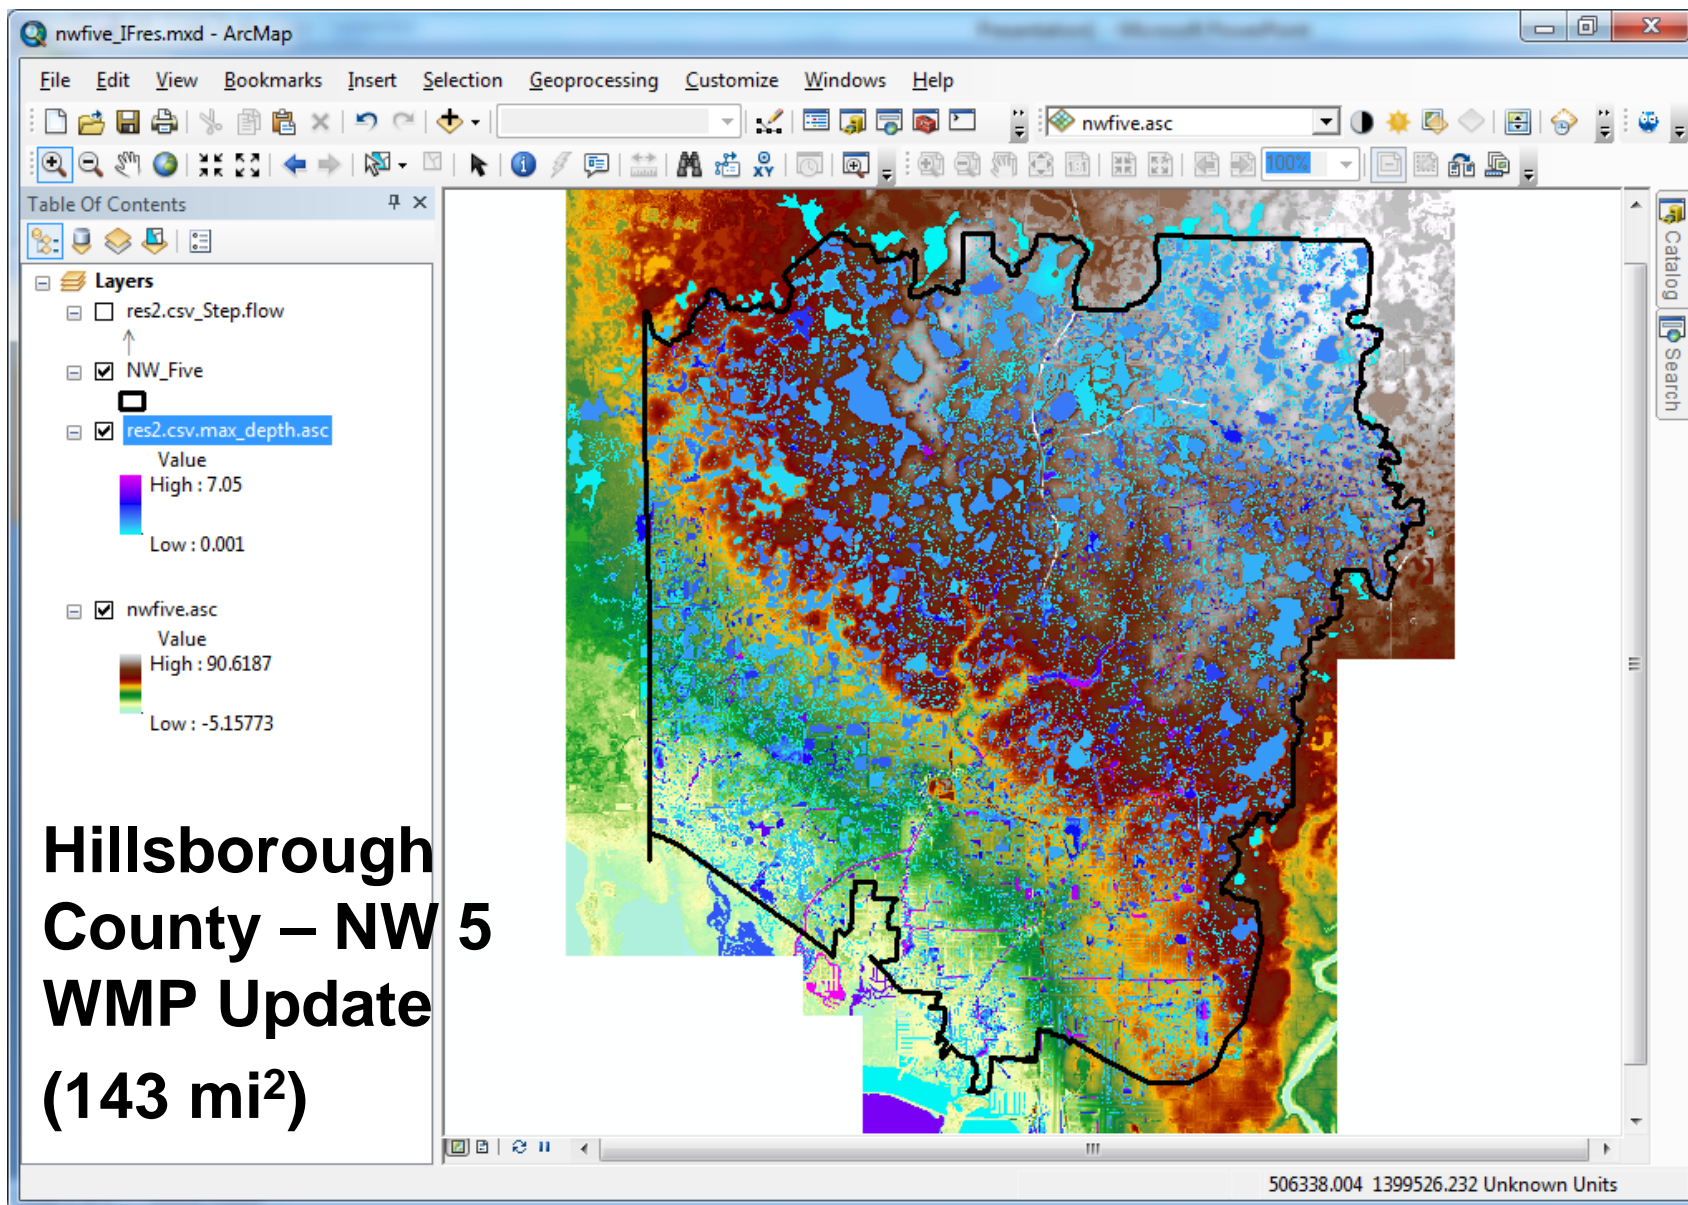 nwfive_IFres.mxd - ArcMap
File Edit View Bookmarks Insert Selection Geoprocessing Customize Windows Help
nwfive.asc
100%
Table Of Contents
Layers
res2.csv_Step.flow
NW_Five
res2.csv.max_depth.asc
Value
High : 7.05
Low : 0.001
nwfive.asc
Value
High : 90.6187
Low : -5.15773
Hillsborough
County – NW 5
WMP Update
(143 mi²)
Catalog
Search
506338.004 1399526.232 Unknown Units